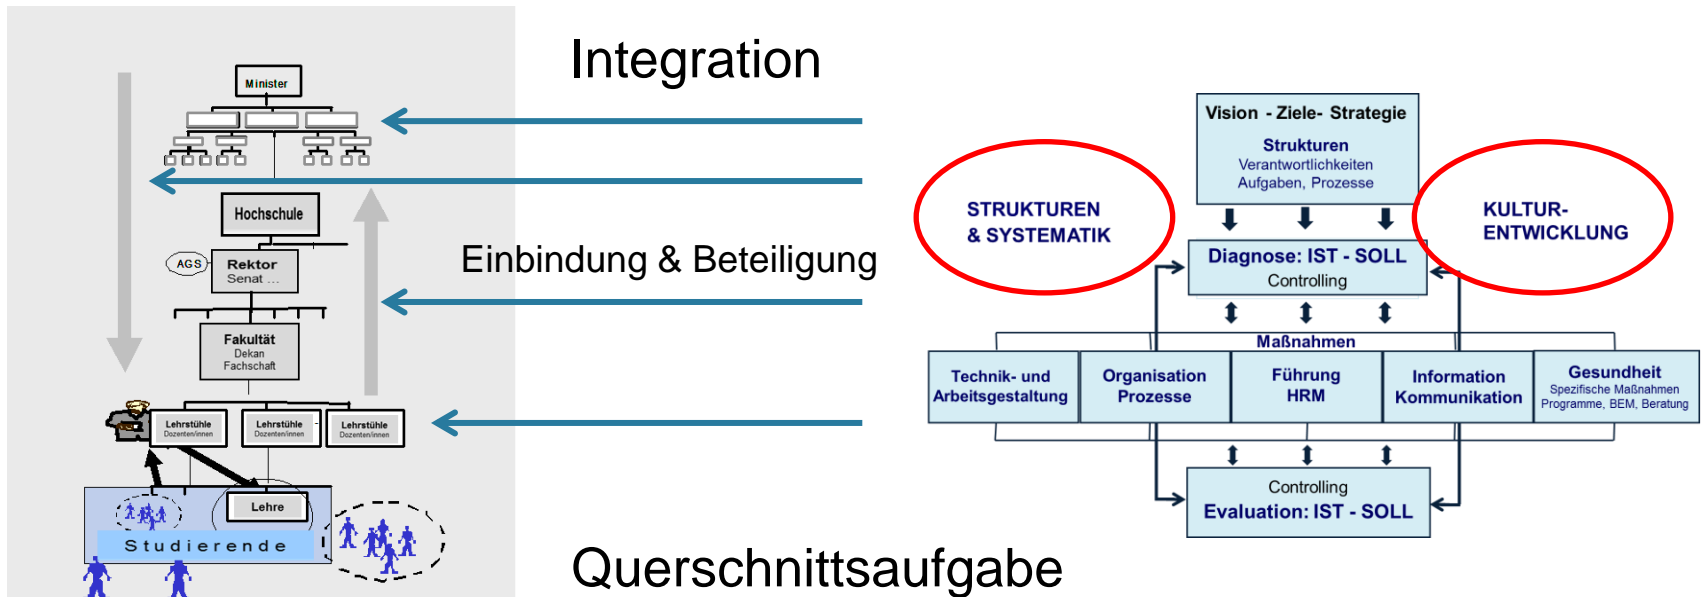 Integration
Einbindung & Beteiligung
Querschnittsaufgabe
Minister
Hochschule
AGS
Rektor
Senat ...
Fakultät
Dekan
Fachschaft
Lehrstühle
Dozenten/innen
Lehrstühle
Dozenten/innen
Lehrstühle
Dozenten/innen
Lehre
Studierende
Vision - Ziele- Strategie
Strukturen
Verantwortlichkeiten
Aufgaben, Prozesse
STRUKTUREN
& SYSTEMATIK
KULTUR-
ENTWICKLUNG
Diagnose: IST - SOLL
Controlling
Maßnahmen
Technik- und
Arbeitsgestaltung
Organisation
Prozesse
Führung
HRM
Information
Kommunikation
Gesundheit
Spezifische Maßnahmen
Programme, BEM, Beratung
Controlling
Evaluation: IST - SOLL